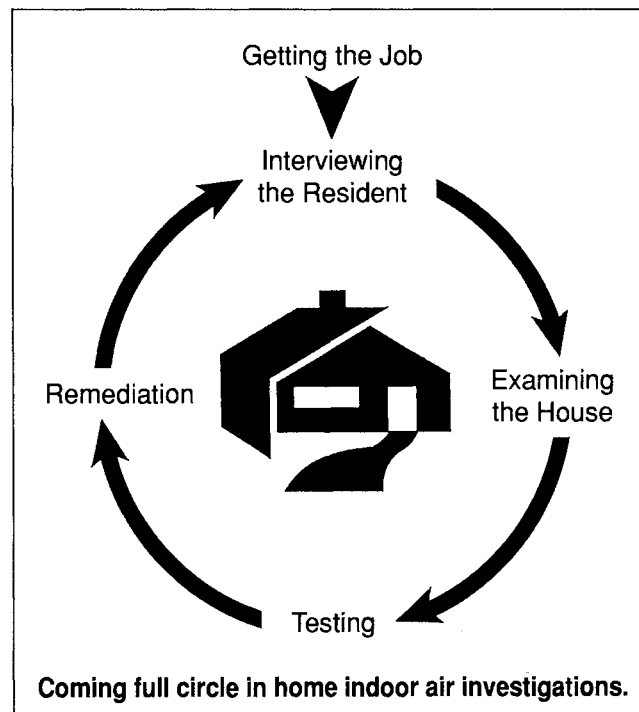 Getting the Job
Interviewing
the Resident
Examining
the House
Testing
Remediation
Coming full circle in home indoor air investigations.